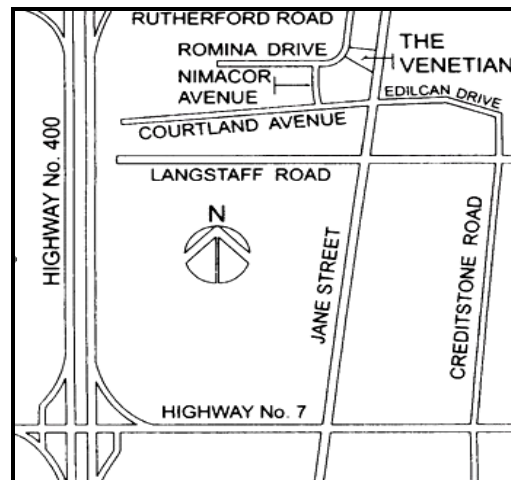 RUTHERFORD ROAD
ROMINA DRIVE
THE
VENETIAN
NIMACOR
AVENUE
EDILCAN DRIVE
COURTLAND AVENUE
LANGSTAFF ROAD
HIGHWAY No. 400
N
JANE STREET
CREDITSTONE ROAD
HIGHWAY No. 7